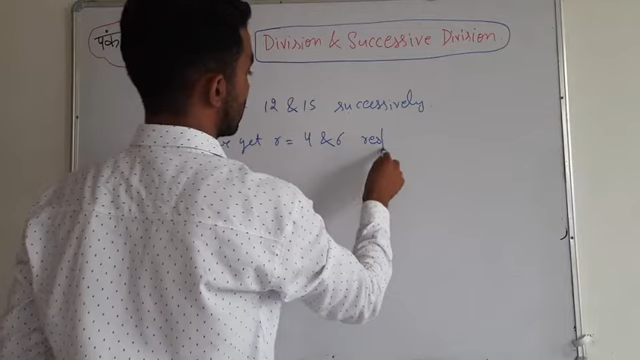 Division & Successive Division
12 & 15 successively.
get r = 4 & 6